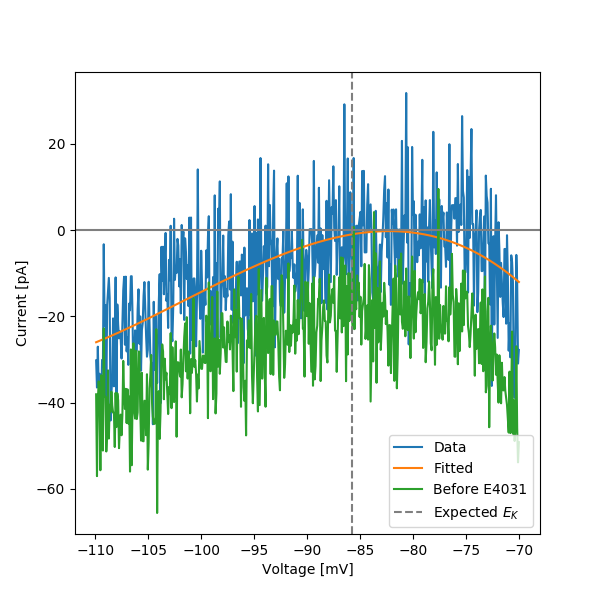 20
0
−20
−40
−60
Current [pA]
Data
Fitted
Before E4031
Expected E_K
−110 −105 −100 −95 −90 −85 −80 −75 −70
Voltage [mV]